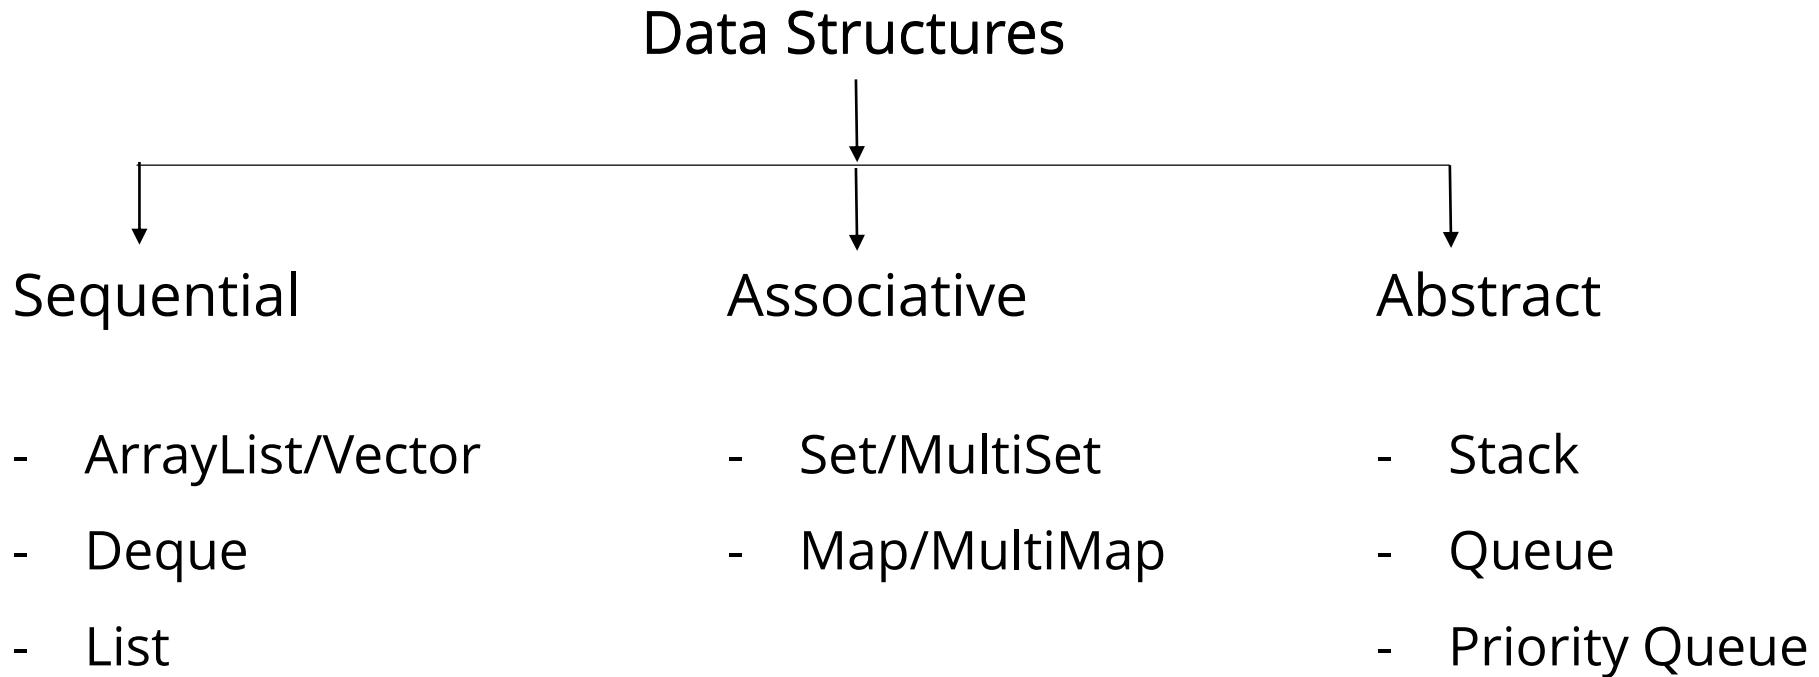 Data Structures
Sequential
- ArrayList/Vector
- Deque
- List
Associative
- Set/MultiSet
- Map/MultiMap
Abstract
- Stack
- Queue
- Priority Queue